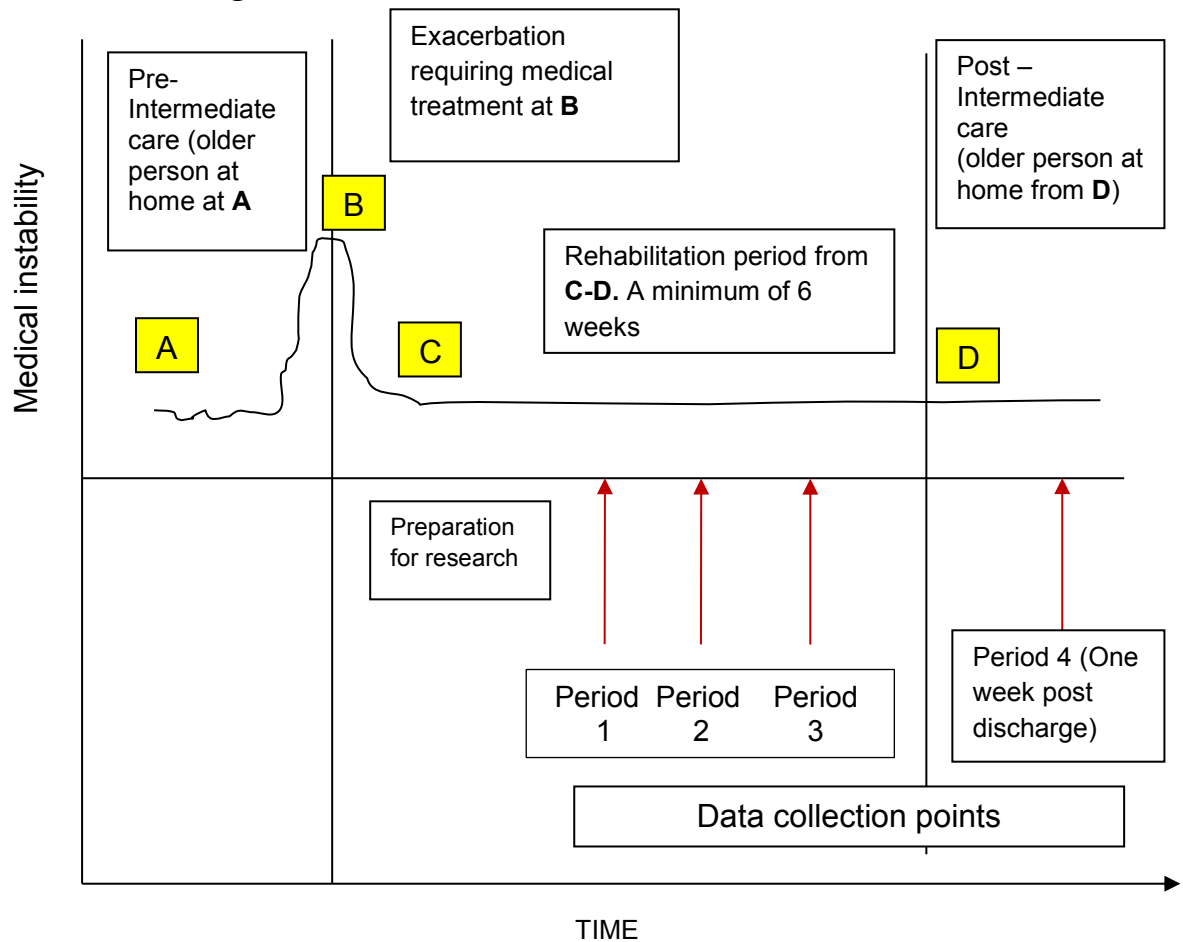 Pre-
Intermediate
care (older
person at
home at A
Exacerbation
requiring medical
treatment at B
Post –
Intermediate
care
(older person at
home from D)
Medical instability
B
Rehabilitation period from
C-D. A minimum of 6
weeks
A
C
D
Preparation
for research
Period Period Period
1 2 3
Period 4 (One
week post
discharge)
Data collection points
TIME